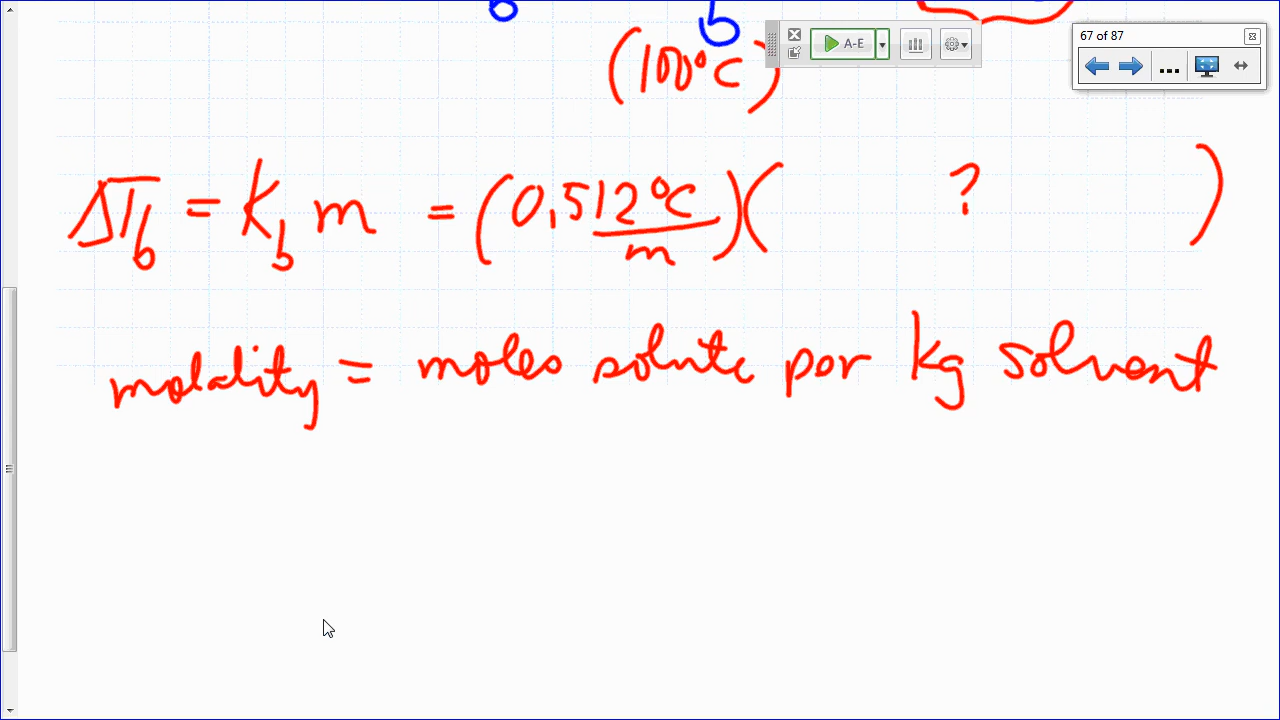 b b
(100°C)
A-E
67 of 87
...
ΔT_b = K_b m = (0.512°C/m)( ? )
molality = moles solute per kg solvent